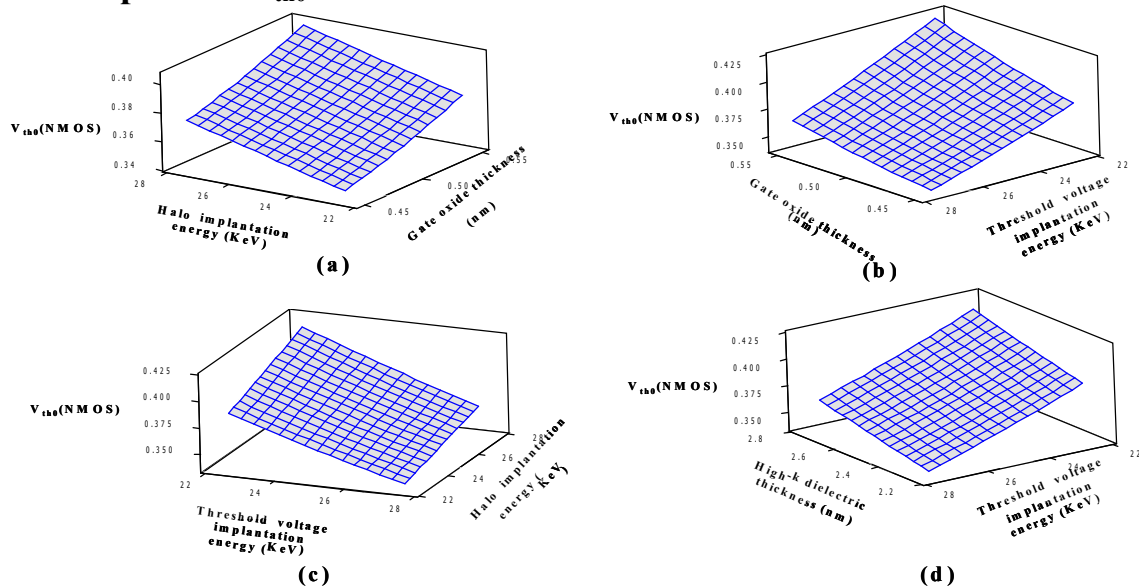 th0
0.40
0.38
V_th0(NMOS)
0.36
0.34
28
26
24
22
0.45
0.50
0.55
Halo implantation
energy (KeV)
Gate oxide thickness
(nm)
(a)
0.425
0.400
V_th0(NMOS)
0.375
0.350
0.55
0.50
0.45
28
26
24
22
Gate oxide thickness
(nm)
Threshold voltage
implantation
energy (KeV)
(b)
0.425
V_th0(NMOS)
0.400
0.375
0.350
22
24
26
28
22
24
26
28
Threshold voltage
implantation
energy (KeV)
Halo implantation
energy ( KeV)
(c)
0.425
0.400
V_th0(NMOS)
0.375
0.350
2.8
2.6
2.4
2.2
28
26
24
22
High-k dielectric
thickness (nm)
Threshold voltage
implantation
energy (KeV)
(d)